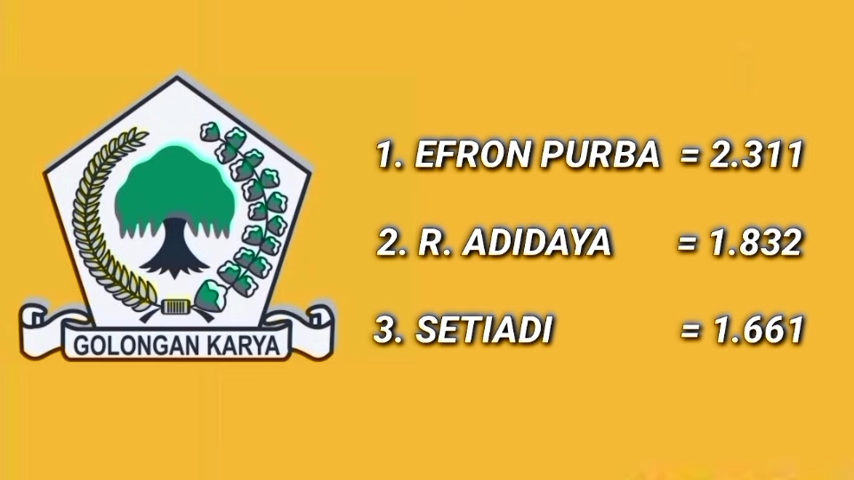 GOLONGAN KARYA
1. EFRON PURBA = 2.311
2. R. ADIDAYA = 1.832
3. SETIADI = 1.661